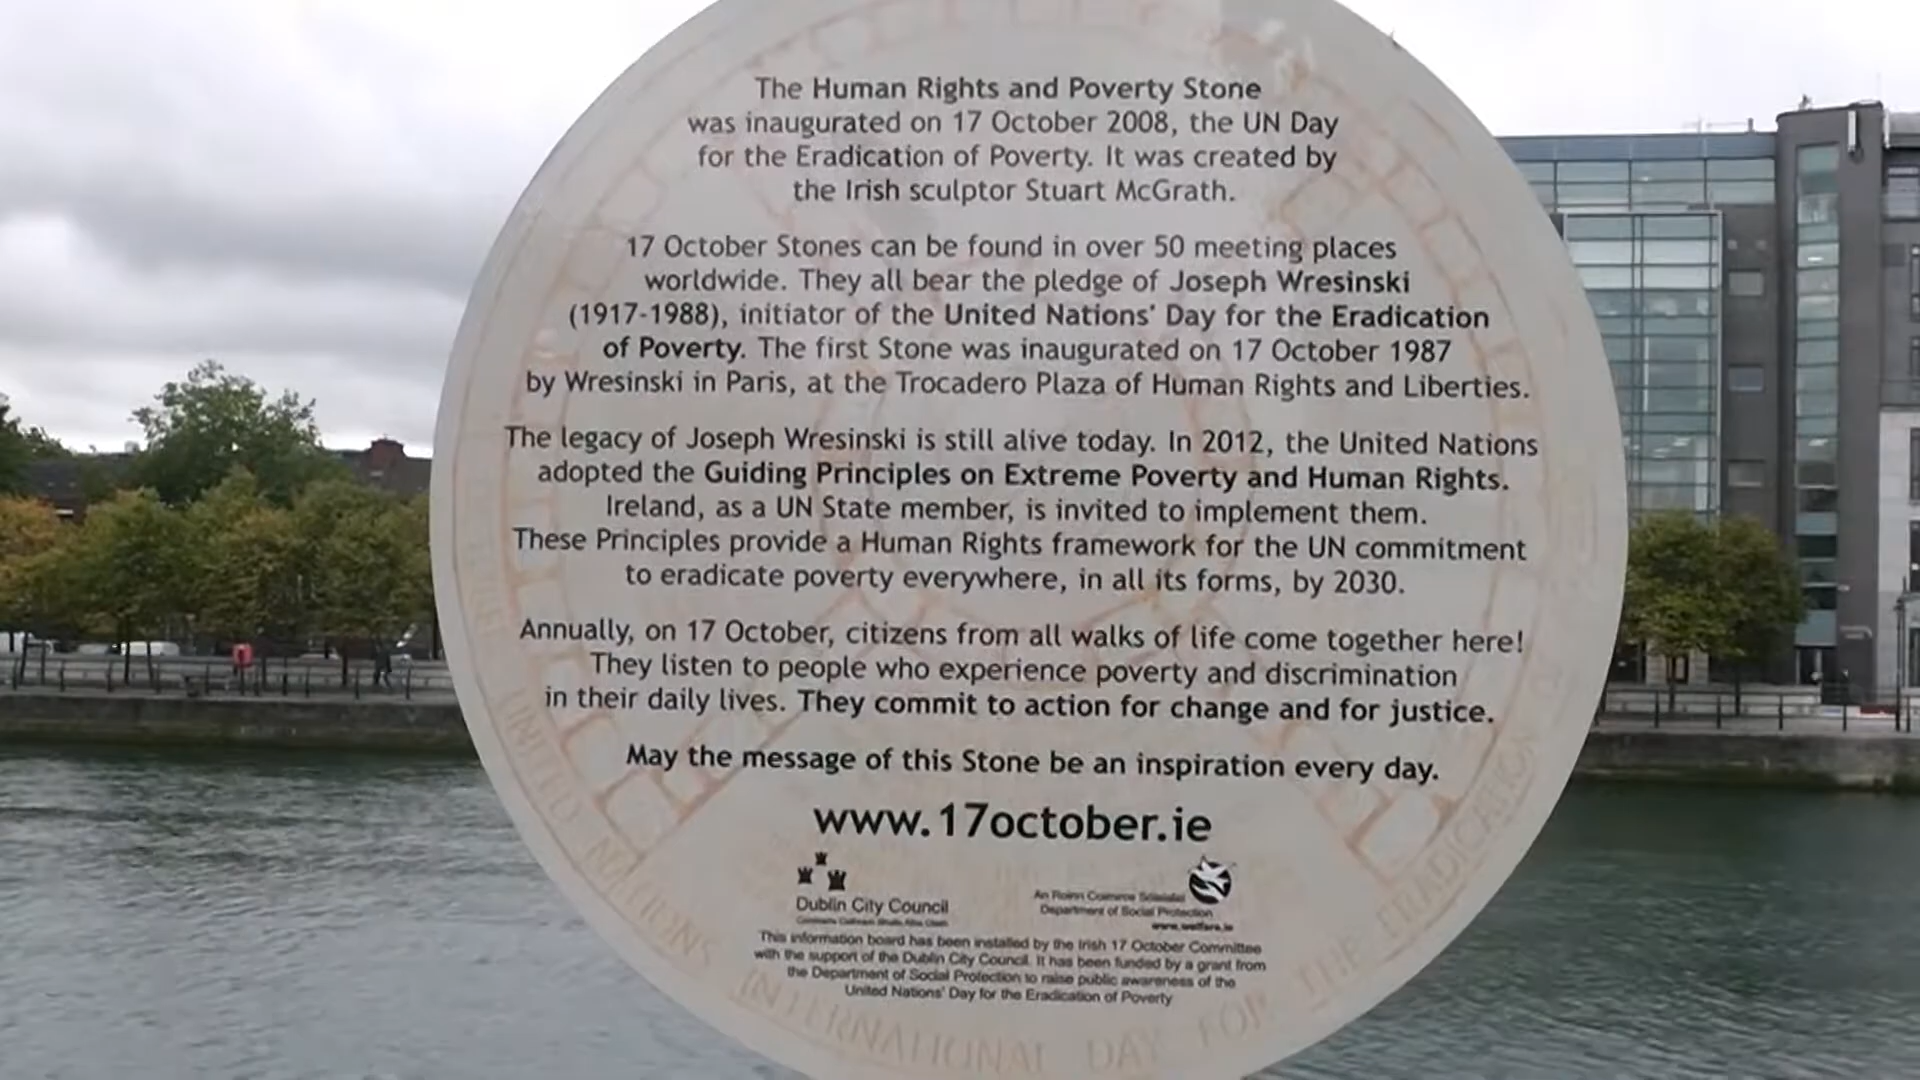 The Human Rights and Poverty Stone
was inaugurated on 17 October 2008, the UN Day
for the Eradication of Poverty. It was created by
the Irish sculptor Stuart McGrath.
17 October Stones can be found in over 50 meeting places
worldwide. They all bear the pledge of Joseph Wresinski
(1917-1988), initiator of the United Nations' Day for the Eradication
of Poverty. The first Stone was inaugurated on 17 October 1987
by Wresinski in Paris, at the Trocadero Plaza of Human Rights and Liberties.
The legacy of Joseph Wresinski is still alive today. In 2012, the United Nations
adopted the Guiding Principles on Extreme Poverty and Human Rights.
Ireland, as a UN State member, is invited to implement them.
These Principles provide a Human Rights framework for the UN commitment
to eradicate poverty everywhere, in all its forms, by 2030.
Annually, on 17 October, citizens from all walks of life come together here!
They listen to people who experience poverty and discrimination
in their daily lives. They commit to action for change and for justice.
May the message of this Stone be an inspiration every day.
www.17october.ie
Dublin City Council
An Roinn Coimirce Sóisialaí
Department of Social Protection
www.welfare.ie
This information board has been installed by the Irish 17 October Committee
with the support of the Dublin City Council. It has been funded by a grant from
the Department of Social Protection to raise public awareness of the
United Nations' Day for the Eradication of Poverty
UNITED NATIONS INTERNATIONAL DAY FOR THE ERADICATION